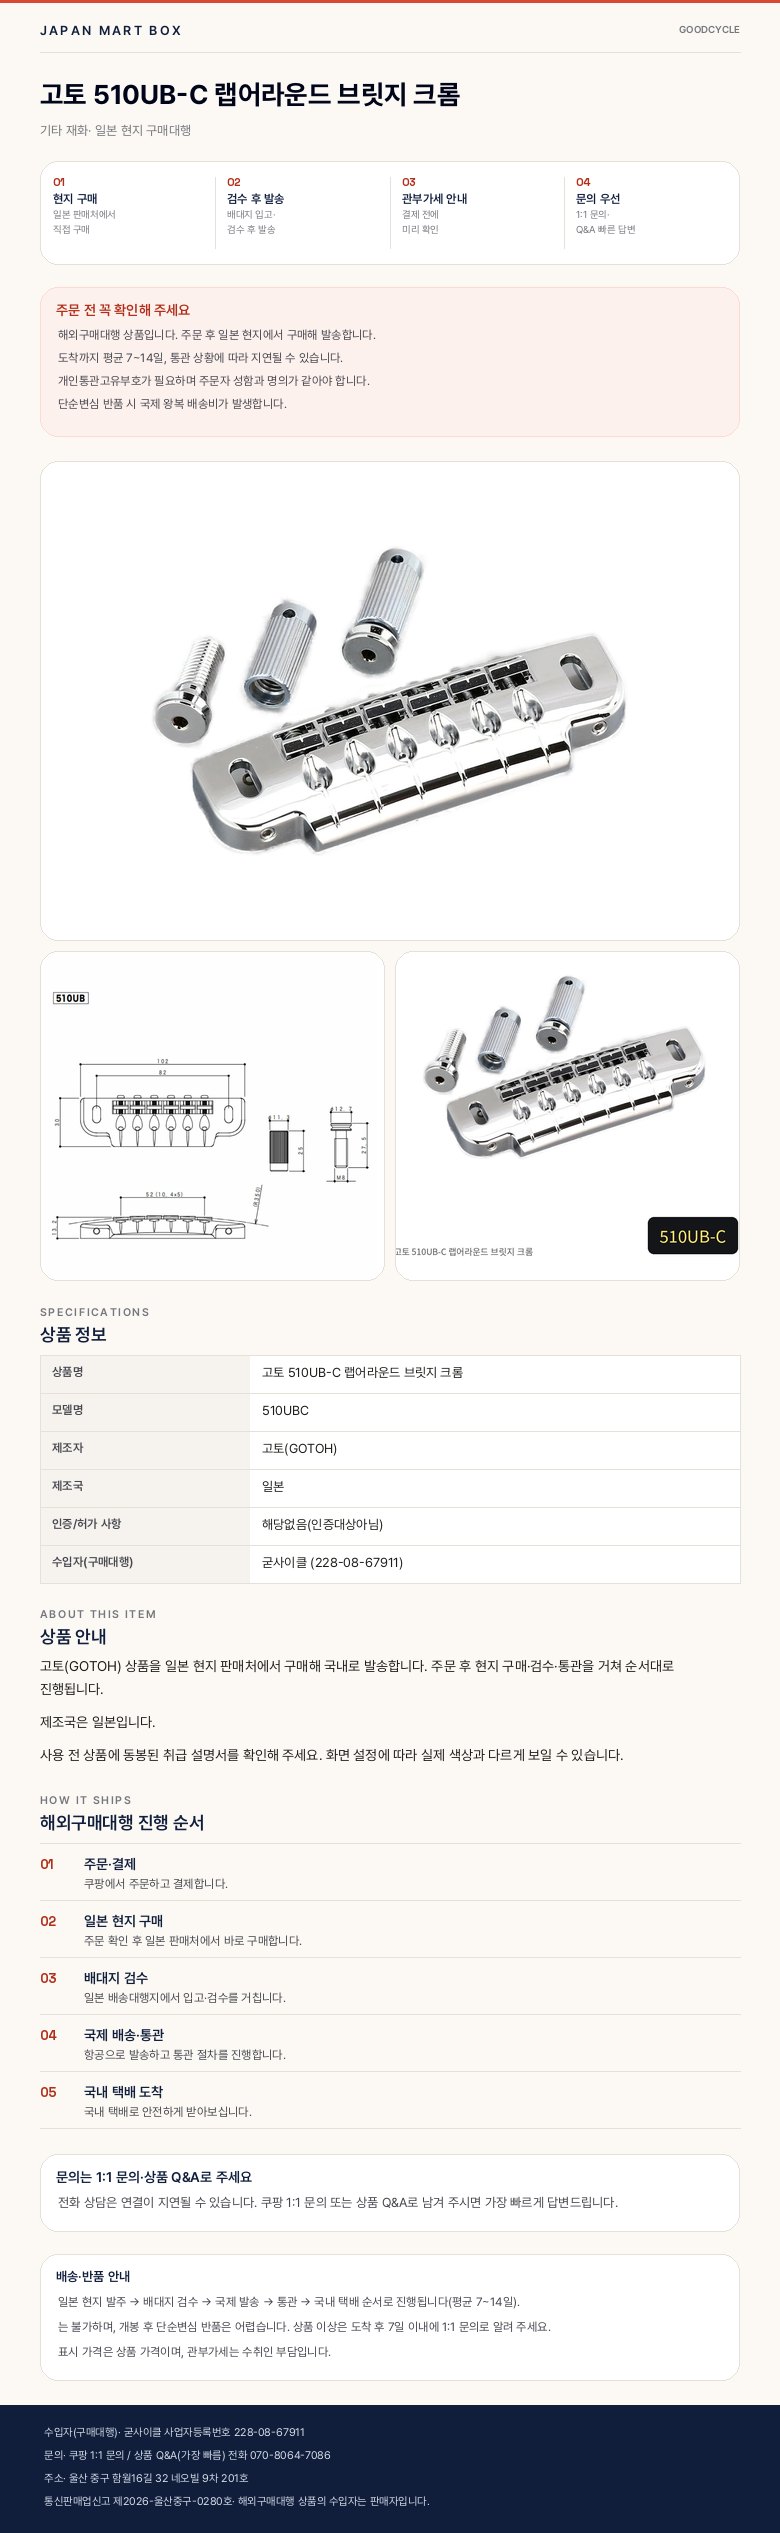 JAPAN MART BOX
GOODCYCLE
고토 510UB-C 랩어라운드 브릿지 크롬
기타 재화· 일본 현지 구매대행
01
현지 구매
일본 판매처에서
직접 구매
02
검수 후 발송
배대지 입고·
검수 후 발송
03
관부가세 안내
결제 전에
미리 확인
04
문의 우선
1:1 문의·
Q&A 빠른 답변
주문 전 꼭 확인해 주세요
해외구매대행 상품입니다. 주문 후 일본 현지에서 구매해 발송합니다.
도착까지 평균 7~14일, 통관 상황에 따라 지연될 수 있습니다.
개인통관고유부호가 필요하며 주문자 성함과 명의가 같아야 합니다.
단순변심 반품 시 국제 왕복 배송비가 발생합니다.
510UB
102
82
30
11.3
25
12.7
27.5
M8
52 (10.4×5)
(R350)
13.2
고토 510UB-C 랩어라운드 브릿지 크롬
510UB-C
SPECIFICATIONS
상품 정보
상품명 고토 510UB-C 랩어라운드 브릿지 크롬
모델명 510UBC
제조자 고토(GOTOH)
제조국 일본
인증/허가 사항 해당없음(인증대상아님)
수입자(구매대행) 굳사이클 (228-08-67911)
ABOUT THIS ITEM
상품 안내
고토(GOTOH) 상품을 일본 현지 판매처에서 구매해 국내로 발송합니다. 주문 후 현지 구매·검수·통관을 거쳐 순서대로
진행됩니다.
제조국은 일본입니다.
사용 전 상품에 동봉된 취급 설명서를 확인해 주세요. 화면 설정에 따라 실제 색상과 다르게 보일 수 있습니다.
HOW IT SHIPS
해외구매대행 진행 순서
01 주문·결제
쿠팡에서 주문하고 결제합니다.
02 일본 현지 구매
주문 확인 후 일본 판매처에서 바로 구매합니다.
03 배대지 검수
일본 배송대행지에서 입고·검수를 거칩니다.
04 국제 배송·통관
항공으로 발송하고 통관 절차를 진행합니다.
05 국내 택배 도착
국내 택배로 안전하게 받아보십니다.
문의는 1:1 문의·상품 Q&A로 주세요
전화 상담은 연결이 지연될 수 있습니다. 쿠팡 1:1 문의 또는 상품 Q&A로 남겨 주시면 가장 빠르게 답변드립니다.
배송·반품 안내
일본 현지 발주 → 배대지 검수 → 국제 발송 → 통관 → 국내 택배 순서로 진행됩니다(평균 7~14일).
는 불가하며, 개봉 후 단순변심 반품은 어렵습니다. 상품 이상은 도착 후 7일 이내에 1:1 문의로 알려 주세요.
표시 가격은 상품 가격이며, 관부가세는 수취인 부담입니다.
수입자(구매대행)· 굳사이클 사업자등록번호 228-08-67911
문의· 쿠팡 1:1 문의 / 상품 Q&A(가장 빠름) 전화 070-8064-7086
주소· 울산 중구 함월16길 32 네오빌 9차 201호
통신판매업신고 제2026-울산중구-0280호· 해외구매대행 상품의 수입자는 판매자입니다.